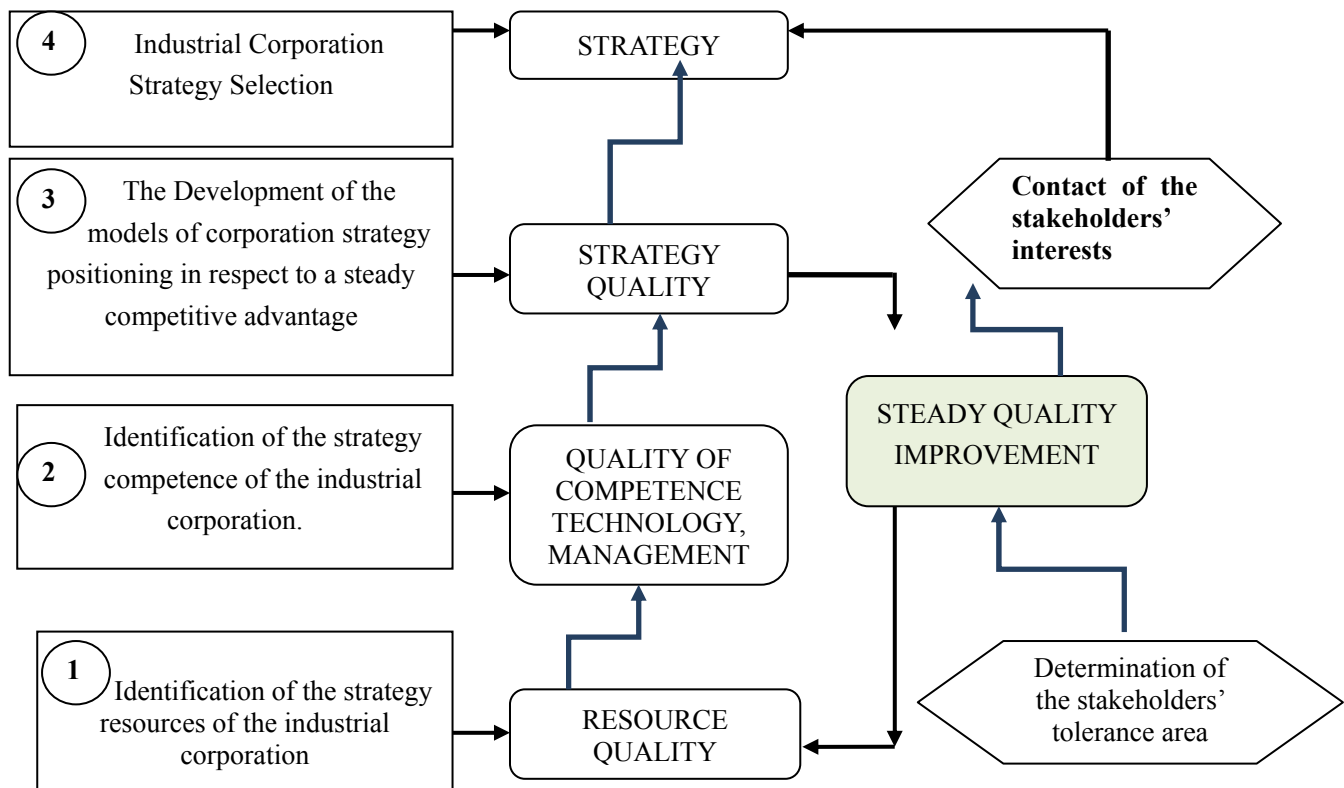 4
Industrial Corporation
Strategy Selection
STRATEGY
3
The Development of the
models of corporation strategy
positioning in respect to a steady
competitive advantage
STRATEGY
QUALITY
Contact of the
stakeholders’
interests
2
Identification of the strategy
competence of the industrial
corporation.
QUALITY OF
COMPETENCE
TECHNOLOGY,
MANAGEMENT
STEADY QUALITY
IMPROVEMENT
1
Identification of the strategy
resources of the industrial
corporation
RESOURCE
QUALITY
Determination of
the stakeholders’
tolerance area